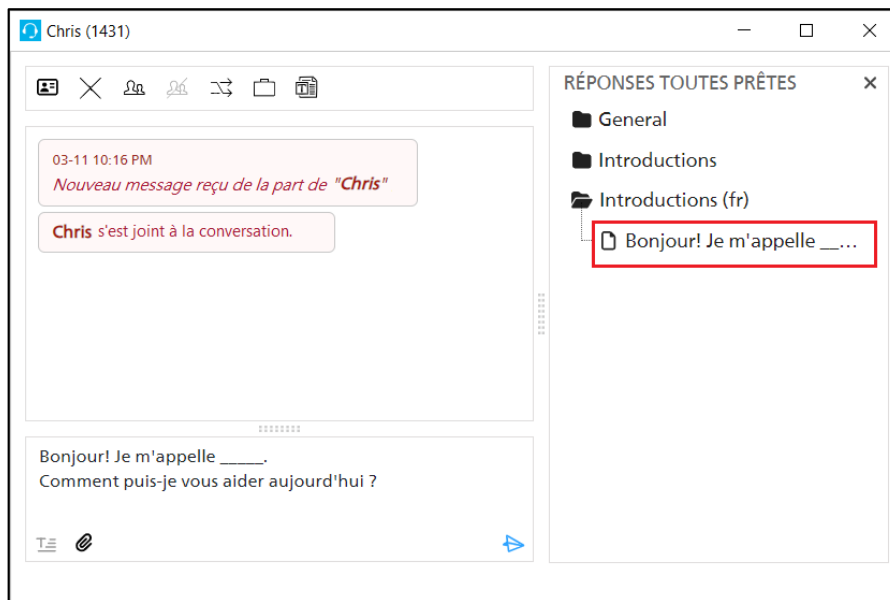 Chris (1431)
03-11 10:16 PM
Nouveau message reçu de la part de "Chris"
Chris s'est joint à la conversation.
Bonjour! Je m'appelle _____.
Comment puis-je vous aider aujourd'hui ?
RÉPONSES TOUTES PRÊTES
General
Introductions
Introductions (fr)
Bonjour! Je m'appelle __...